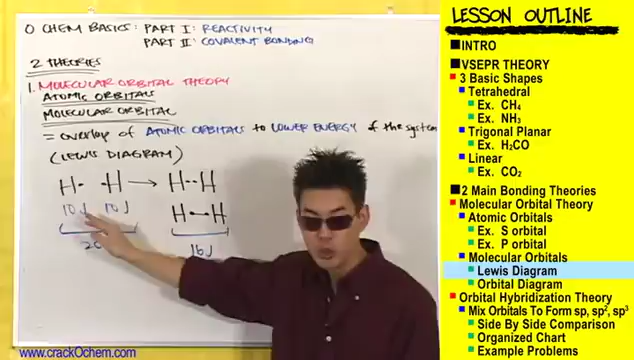 O CHEM BASICS: PART I: REACTIVITY
PART II: COVALENT BONDING
2 THEORIES
1. MOLECULAR ORBITAL THEORY
ATOMIC ORBITALS
MOLECULAR ORBITAL
= overlap of ATOMIC ORBITALS to LOWER ENERGY of the system
(LEWIS DIAGRAM)
H· ·H → H··H
10J 10J H—H
20 16J
www.crackOchem.com
LESSON OUTLINE
INTRO
VSEPR THEORY
3 Basic Shapes
Tetrahedral
Ex. CH₄
Ex. NH₃
Trigonal Planar
Ex. H₂CO
Linear
Ex. CO₂
2 Main Bonding Theories
Molecular Orbital Theory
Atomic Orbitals
Ex. S orbital
Ex. P orbital
Molecular Orbitals
Lewis Diagram
Orbital Diagram
Orbital Hybridization Theory
Mix Orbitals To Form sp, sp², sp³
Side By Side Comparison
Organized Chart
Example Problems